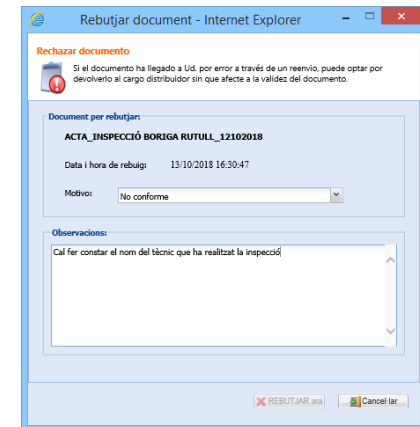 Rebutjar document - Internet Explorer
Rechazar documento
Si el documento ha llegado a Ud. por error a través de un reenvio, puede optar por
devolverlo al cargo distribuidor sin que afecte a la validez del documento.
Document per rebutjar:
ACTA_INSPECCIÓ BORIGA RUTULL_12102018
Data i hora de rebuig: 13/10/2018 16:30:47
Motivo: No conforme
Observacions:
Cal fer constar el nom del tècnic que ha realitzat la inspecció
REBUTJAR ara Cancel·lar